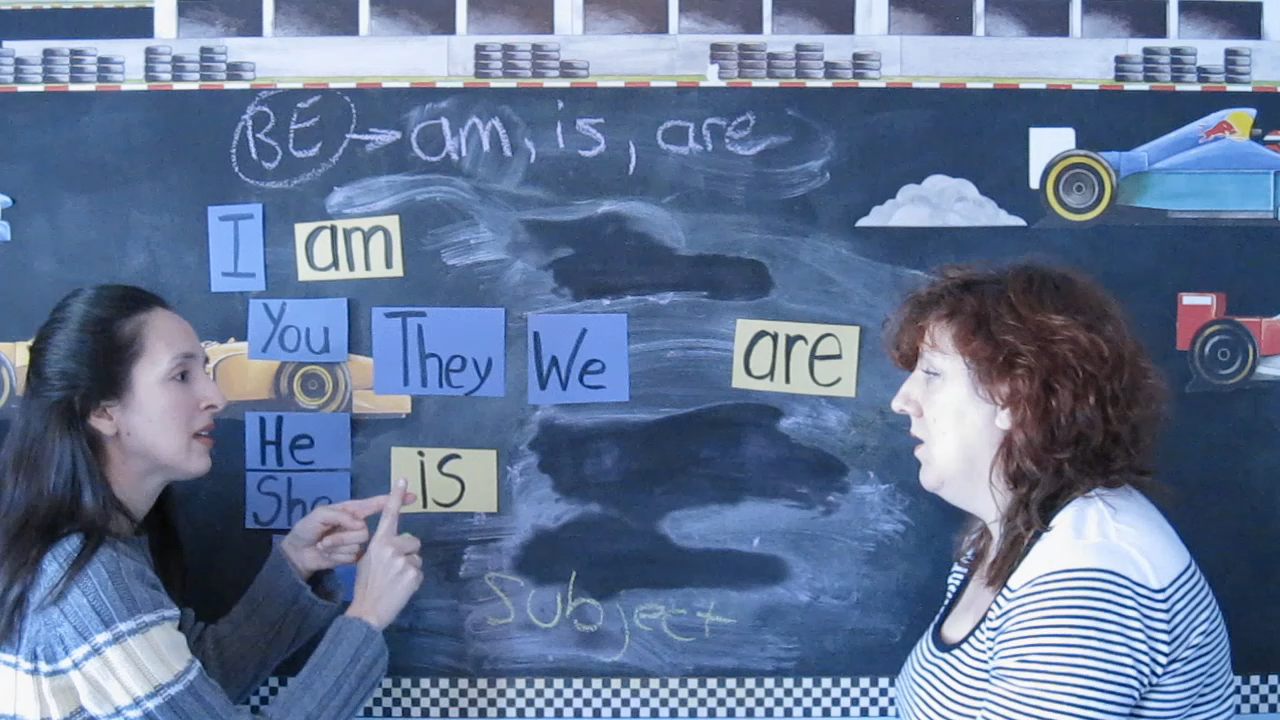 BE → am, is, are
I am
You They We are
He
She is
Subject